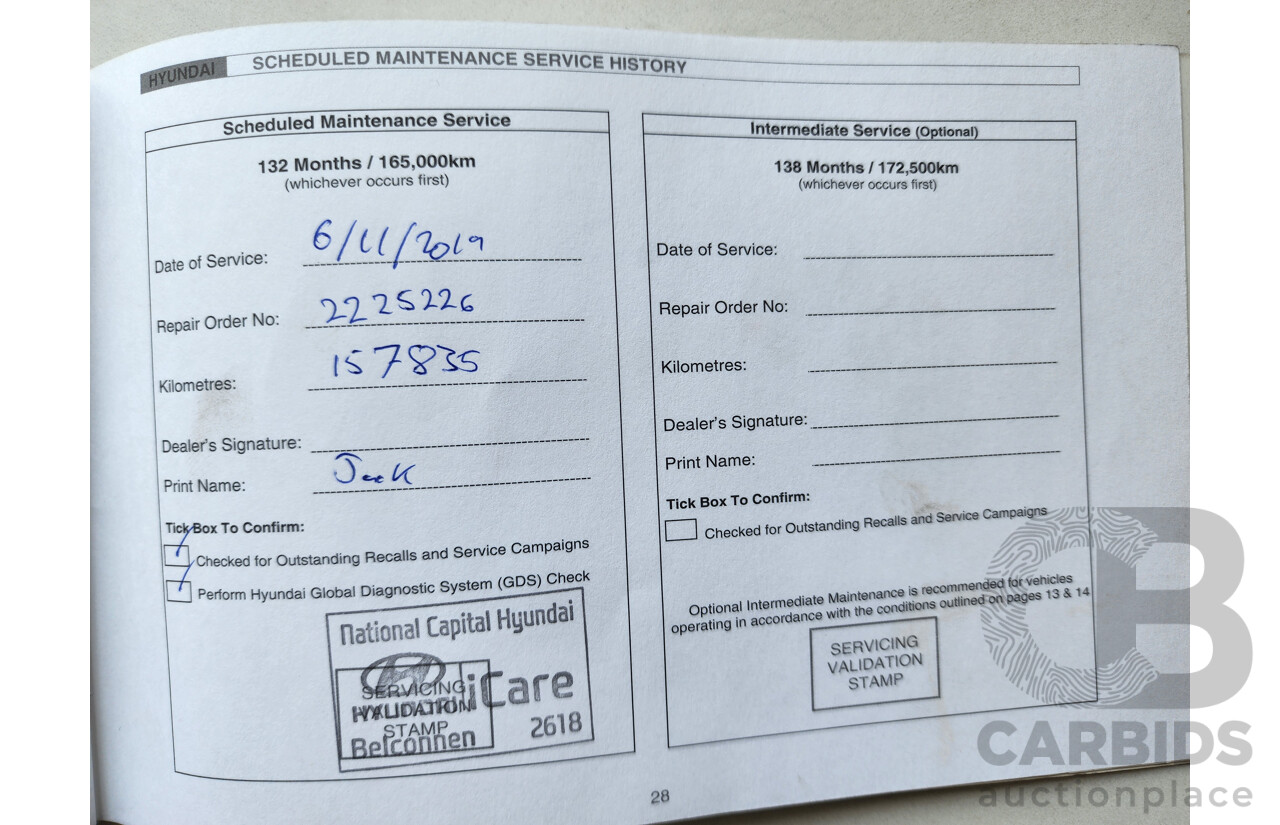 HYUNDAI SCHEDULED MAINTENANCE SERVICE HISTORY
Scheduled Maintenance Service
132 Months / 165,000km
(whichever occurs first)
Date of Service: 6/11/2019
Repair Order No: 2225226
Kilometres: 157835
Dealer's Signature:
Print Name: Jack
Tick Box To Confirm:
Checked for Outstanding Recalls and Service Campaigns
Perform Hyundai Global Diagnostic System (GDS) Check
National Capital Hyundai
iCare
SERVICING
VALIDATION
STAMP
Belconnen 2618
Intermediate Service (Optional)
138 Months / 172,500km
(whichever occurs first)
Date of Service:
Repair Order No:
Kilometres:
Dealer's Signature:
Print Name:
Tick Box To Confirm:
Checked for Outstanding Recalls and Service Campaigns
Optional Intermediate Maintenance is recommended for vehicles
operating in accordance with the conditions outlined on pages 13 & 14
SERVICING
VALIDATION
STAMP
28
CB
CARBIDS
auctionplace